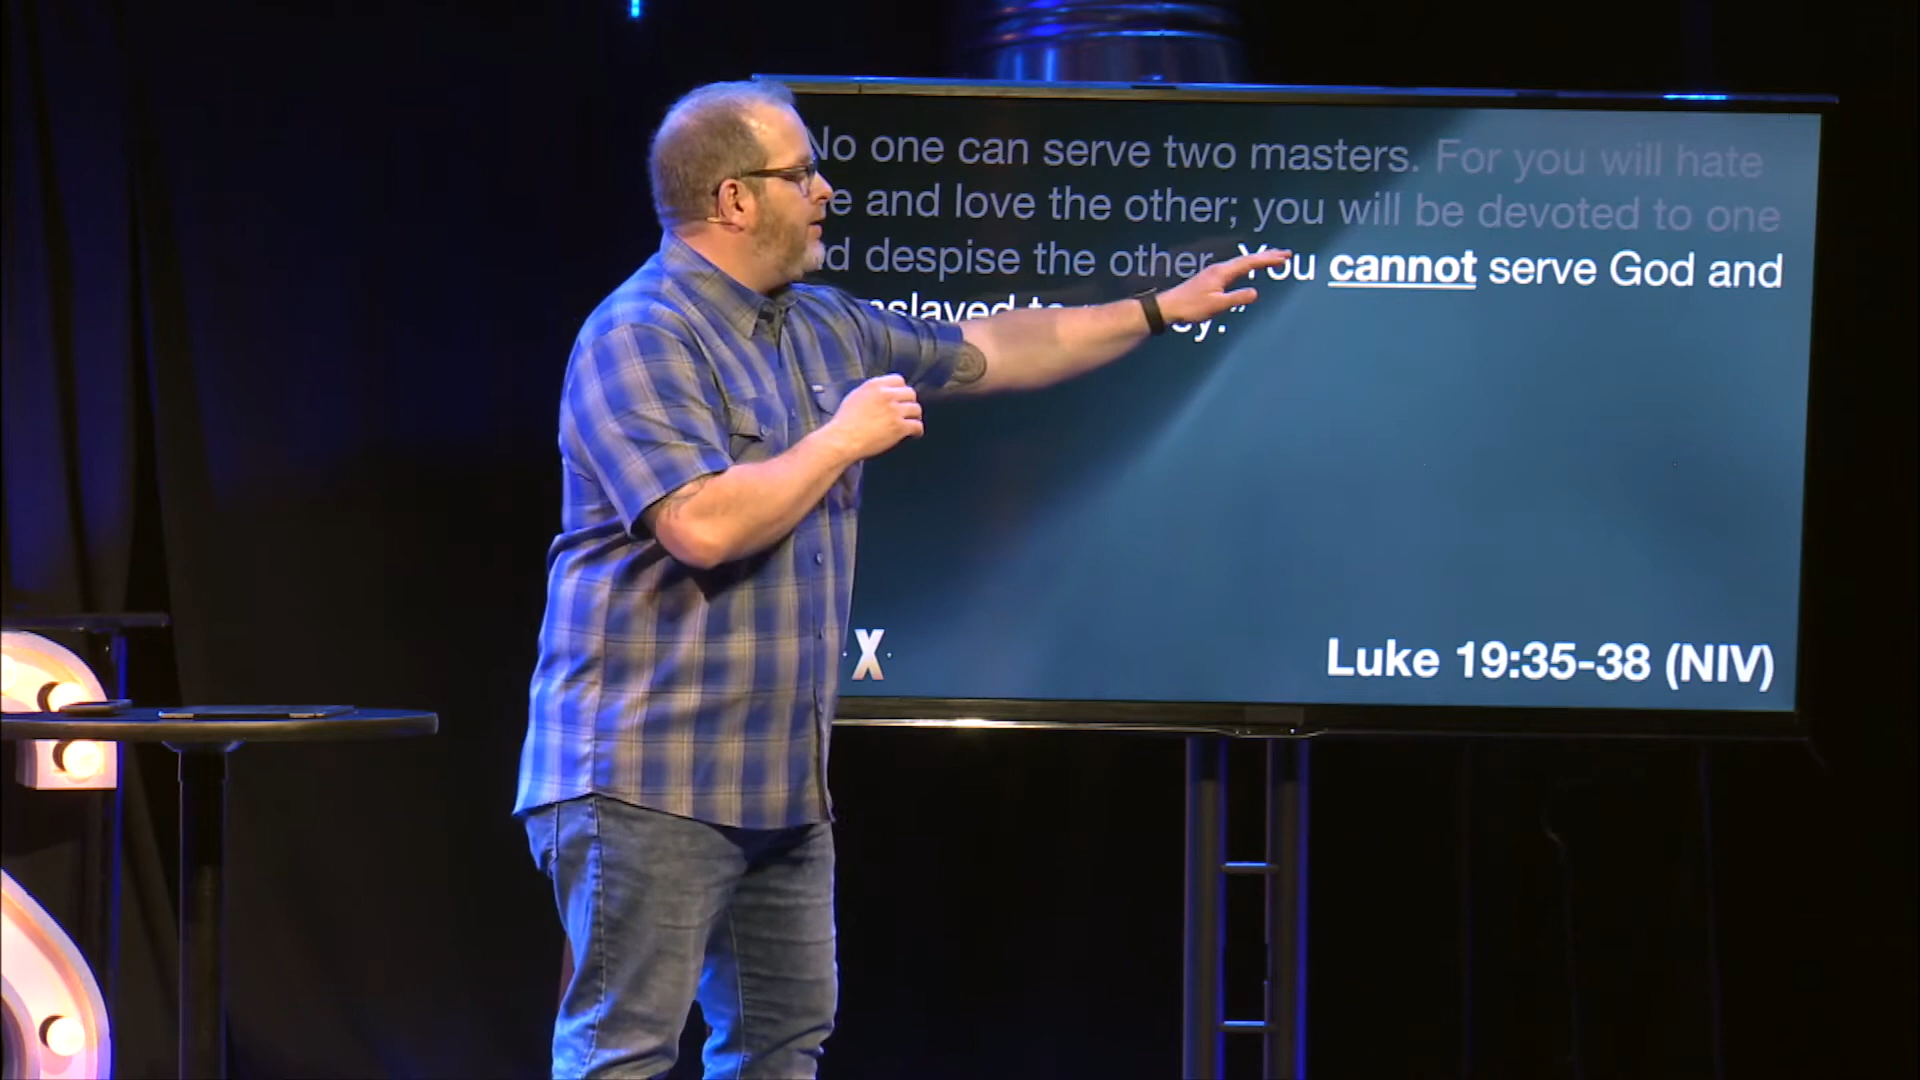 No one can serve two masters. For you will hate
and love the other; you will be devoted to one
despise the other. You cannot serve God and
X
Luke 19:35-38 (NIV)